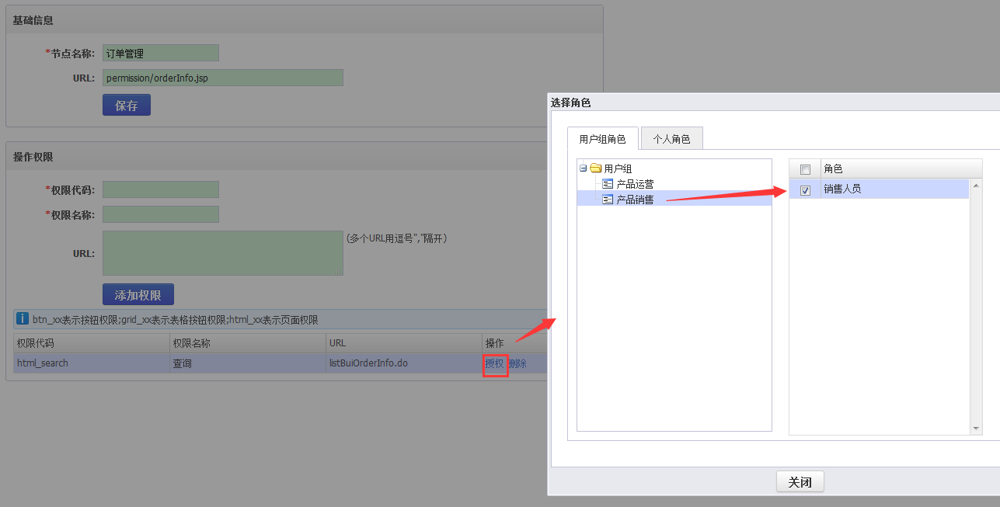 基础信息
*节点名称: 订单管理
URL: permission/orderInfo.jsp
保存
操作权限
*权限代码:
*权限名称:
URL: (多个URL用逗号","隔开)
添加权限
btn_xx表示按钮权限;grid_xx表示表格按钮权限;html_xx表示页面权限
权限代码 权限名称 URL 操作
html_search 查询 listBuiOrderInfo.do 授权 删除
选择角色
用户组角色 个人角色
用户组
产品运营
产品销售
角色
销售人员
关闭